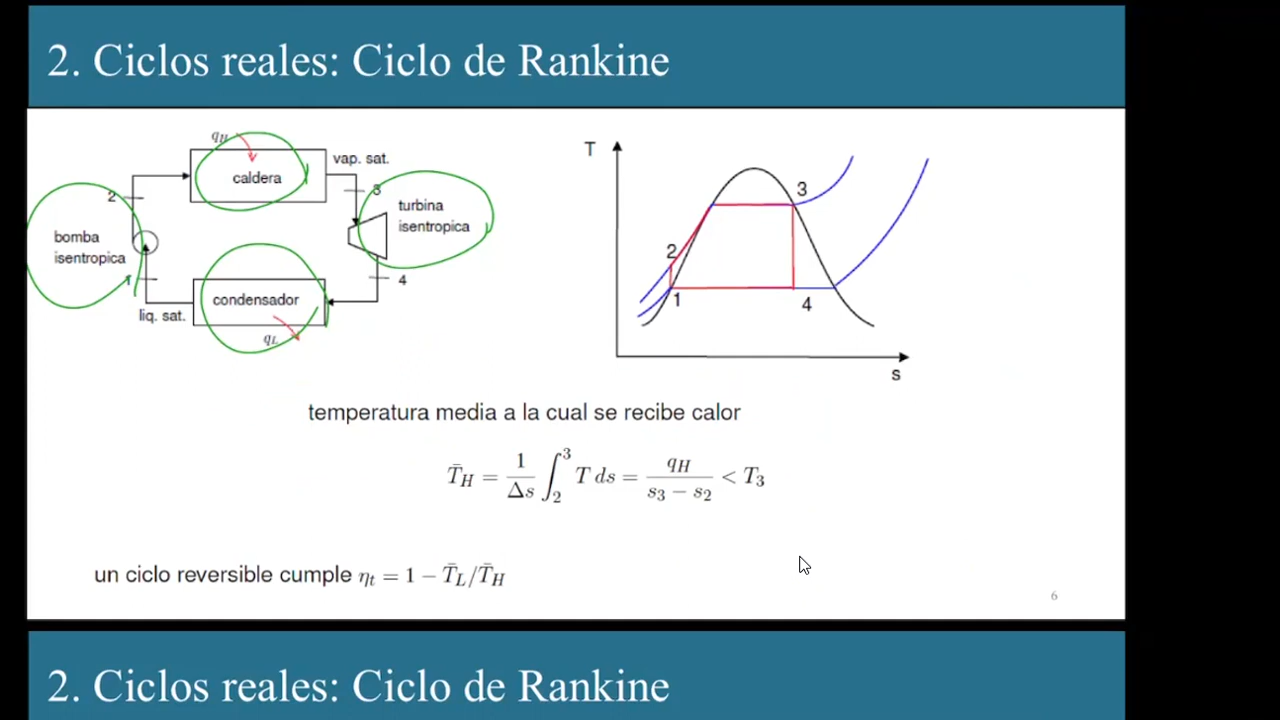 2. Ciclos reales: Ciclo de Rankine
q_H
caldera
vap. sat.
2
3
turbina
isentropica
bomba
isentropica
1
4
condensador
liq. sat.
q_L
T
3
2
1
4
s
temperatura media a la cual se recibe calor
T̄_H = 1/Δs ∫_2^3 T ds = q_H/(s_3 − s_2) < T_3
un ciclo reversible cumple η_t = 1 − T̄_L/T̄_H
6
2. Ciclos reales: Ciclo de Rankine